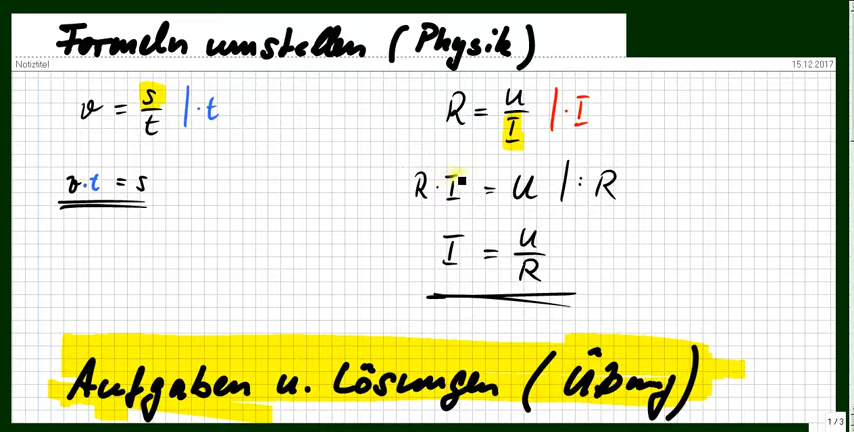 Formeln umstellen (Physik)
Notiztitel 15.12.2017
v = s/t | · t
v · t = s
R = U/I | · I
R · I = U | : R
I = U/R
Aufgaben u. Lösungen (Übung)
1 / 3